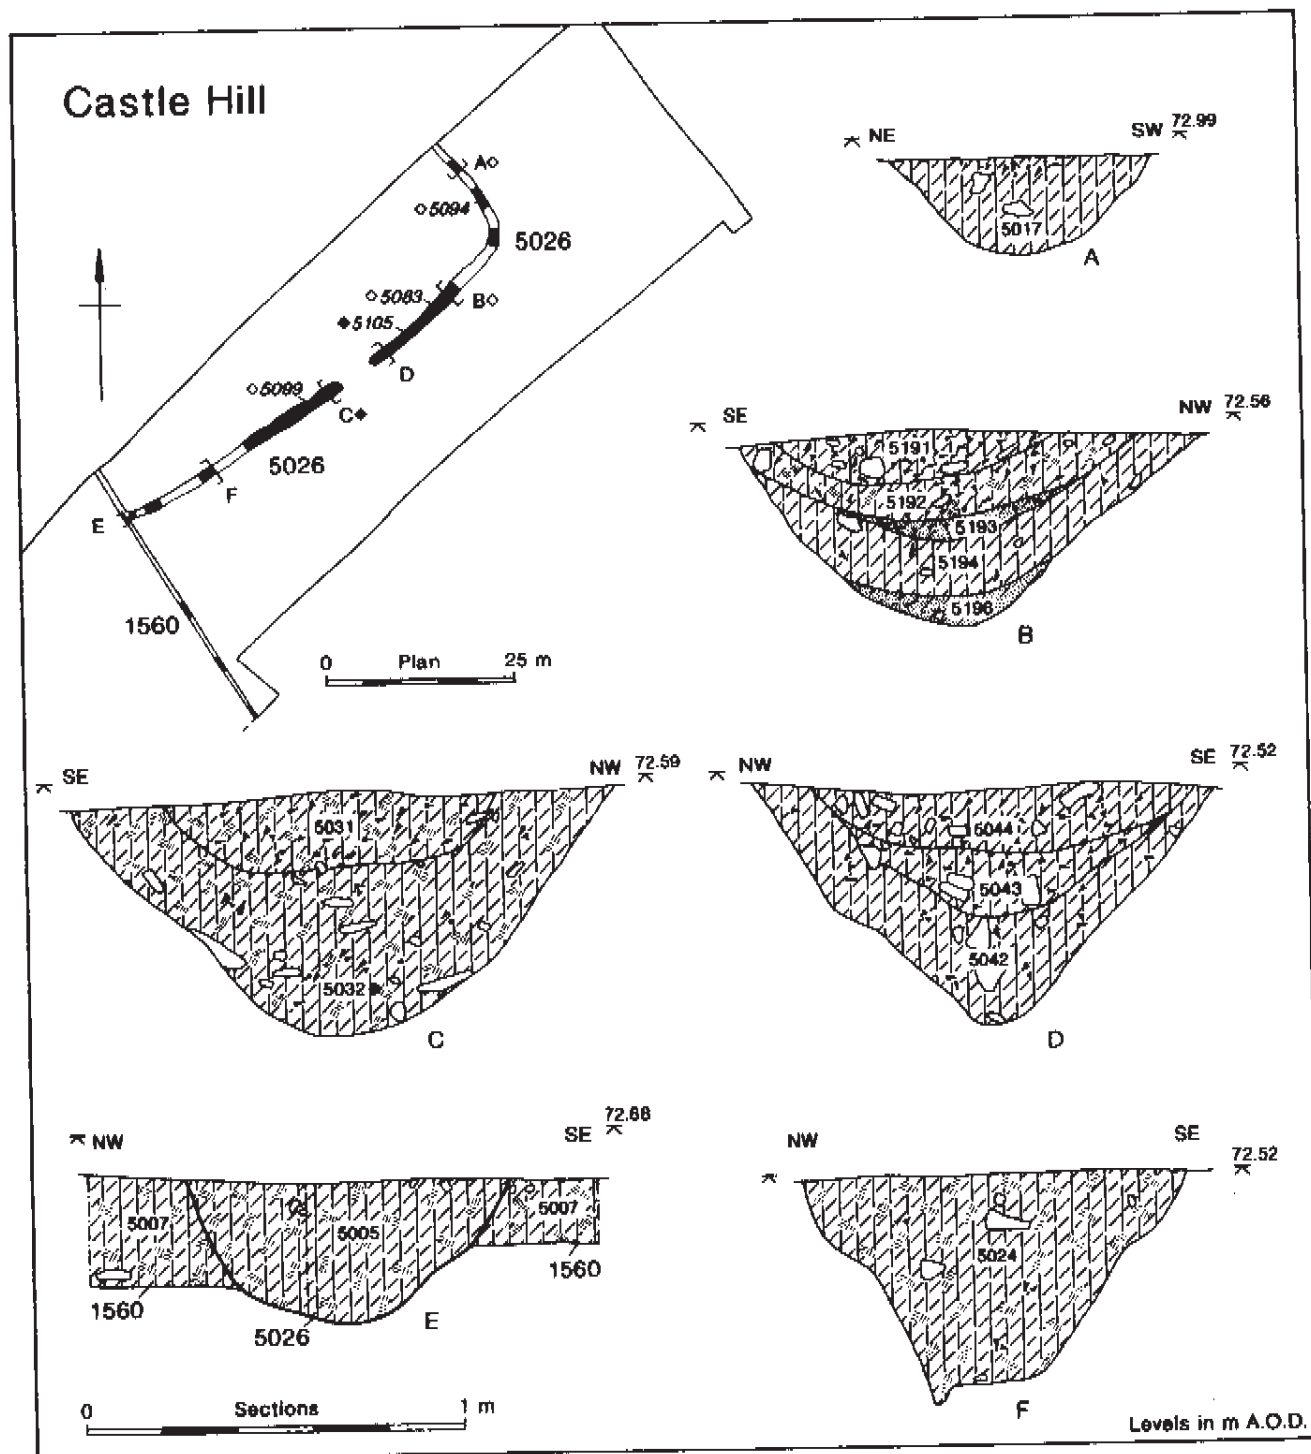 Castle Hill
A◇
◇5094
5026
◇5083
B◇
◆5105
D
◇5099
C◆
5026
F
E
1560
0 Plan 25 m
NE SW 72.99
5017
A
SE NW 72.56
5191
5192
5193
5194
5196
B
SE NW 72.59
5031
5032
C
NW SE 72.52
5044
5043
5042
D
NW SE 72.68
5007 5005 5007
1560 1560
5026 E
NW SE 72.52
5024
F
0 Sections 1 m
Levels in m A.O.D.